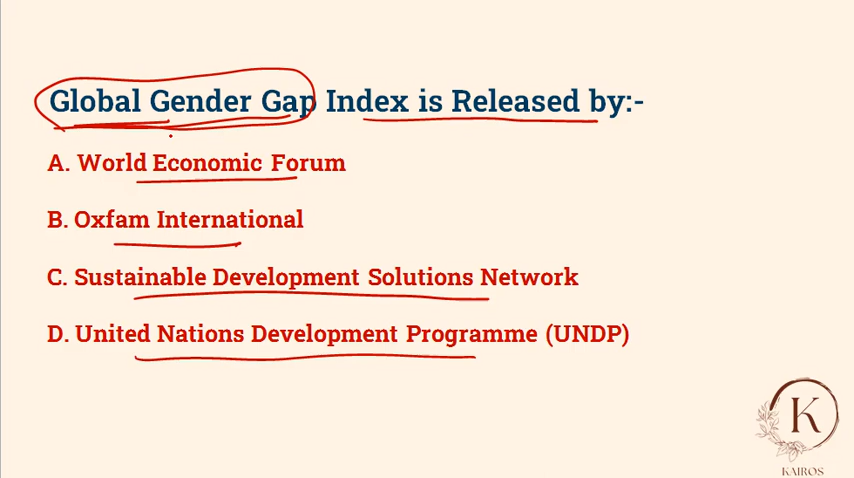 Global Gender Gap Index is Released by:-
A. World Economic Forum
B. Oxfam International
C. Sustainable Development Solutions Network
D. United Nations Development Programme (UNDP)
K
KAIROS